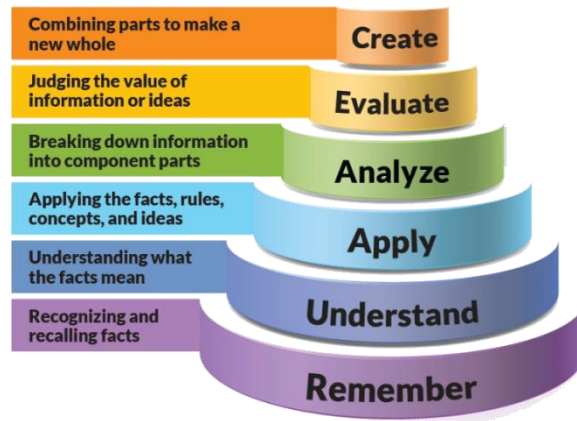 Combining parts to make a
new whole
Create
Judging the value of
information or ideas
Evaluate
Breaking down information
into component parts
Analyze
Applying the facts, rules,
concepts, and ideas
Apply
Understanding what
the facts mean
Understand
Recognizing and
recalling facts
Remember